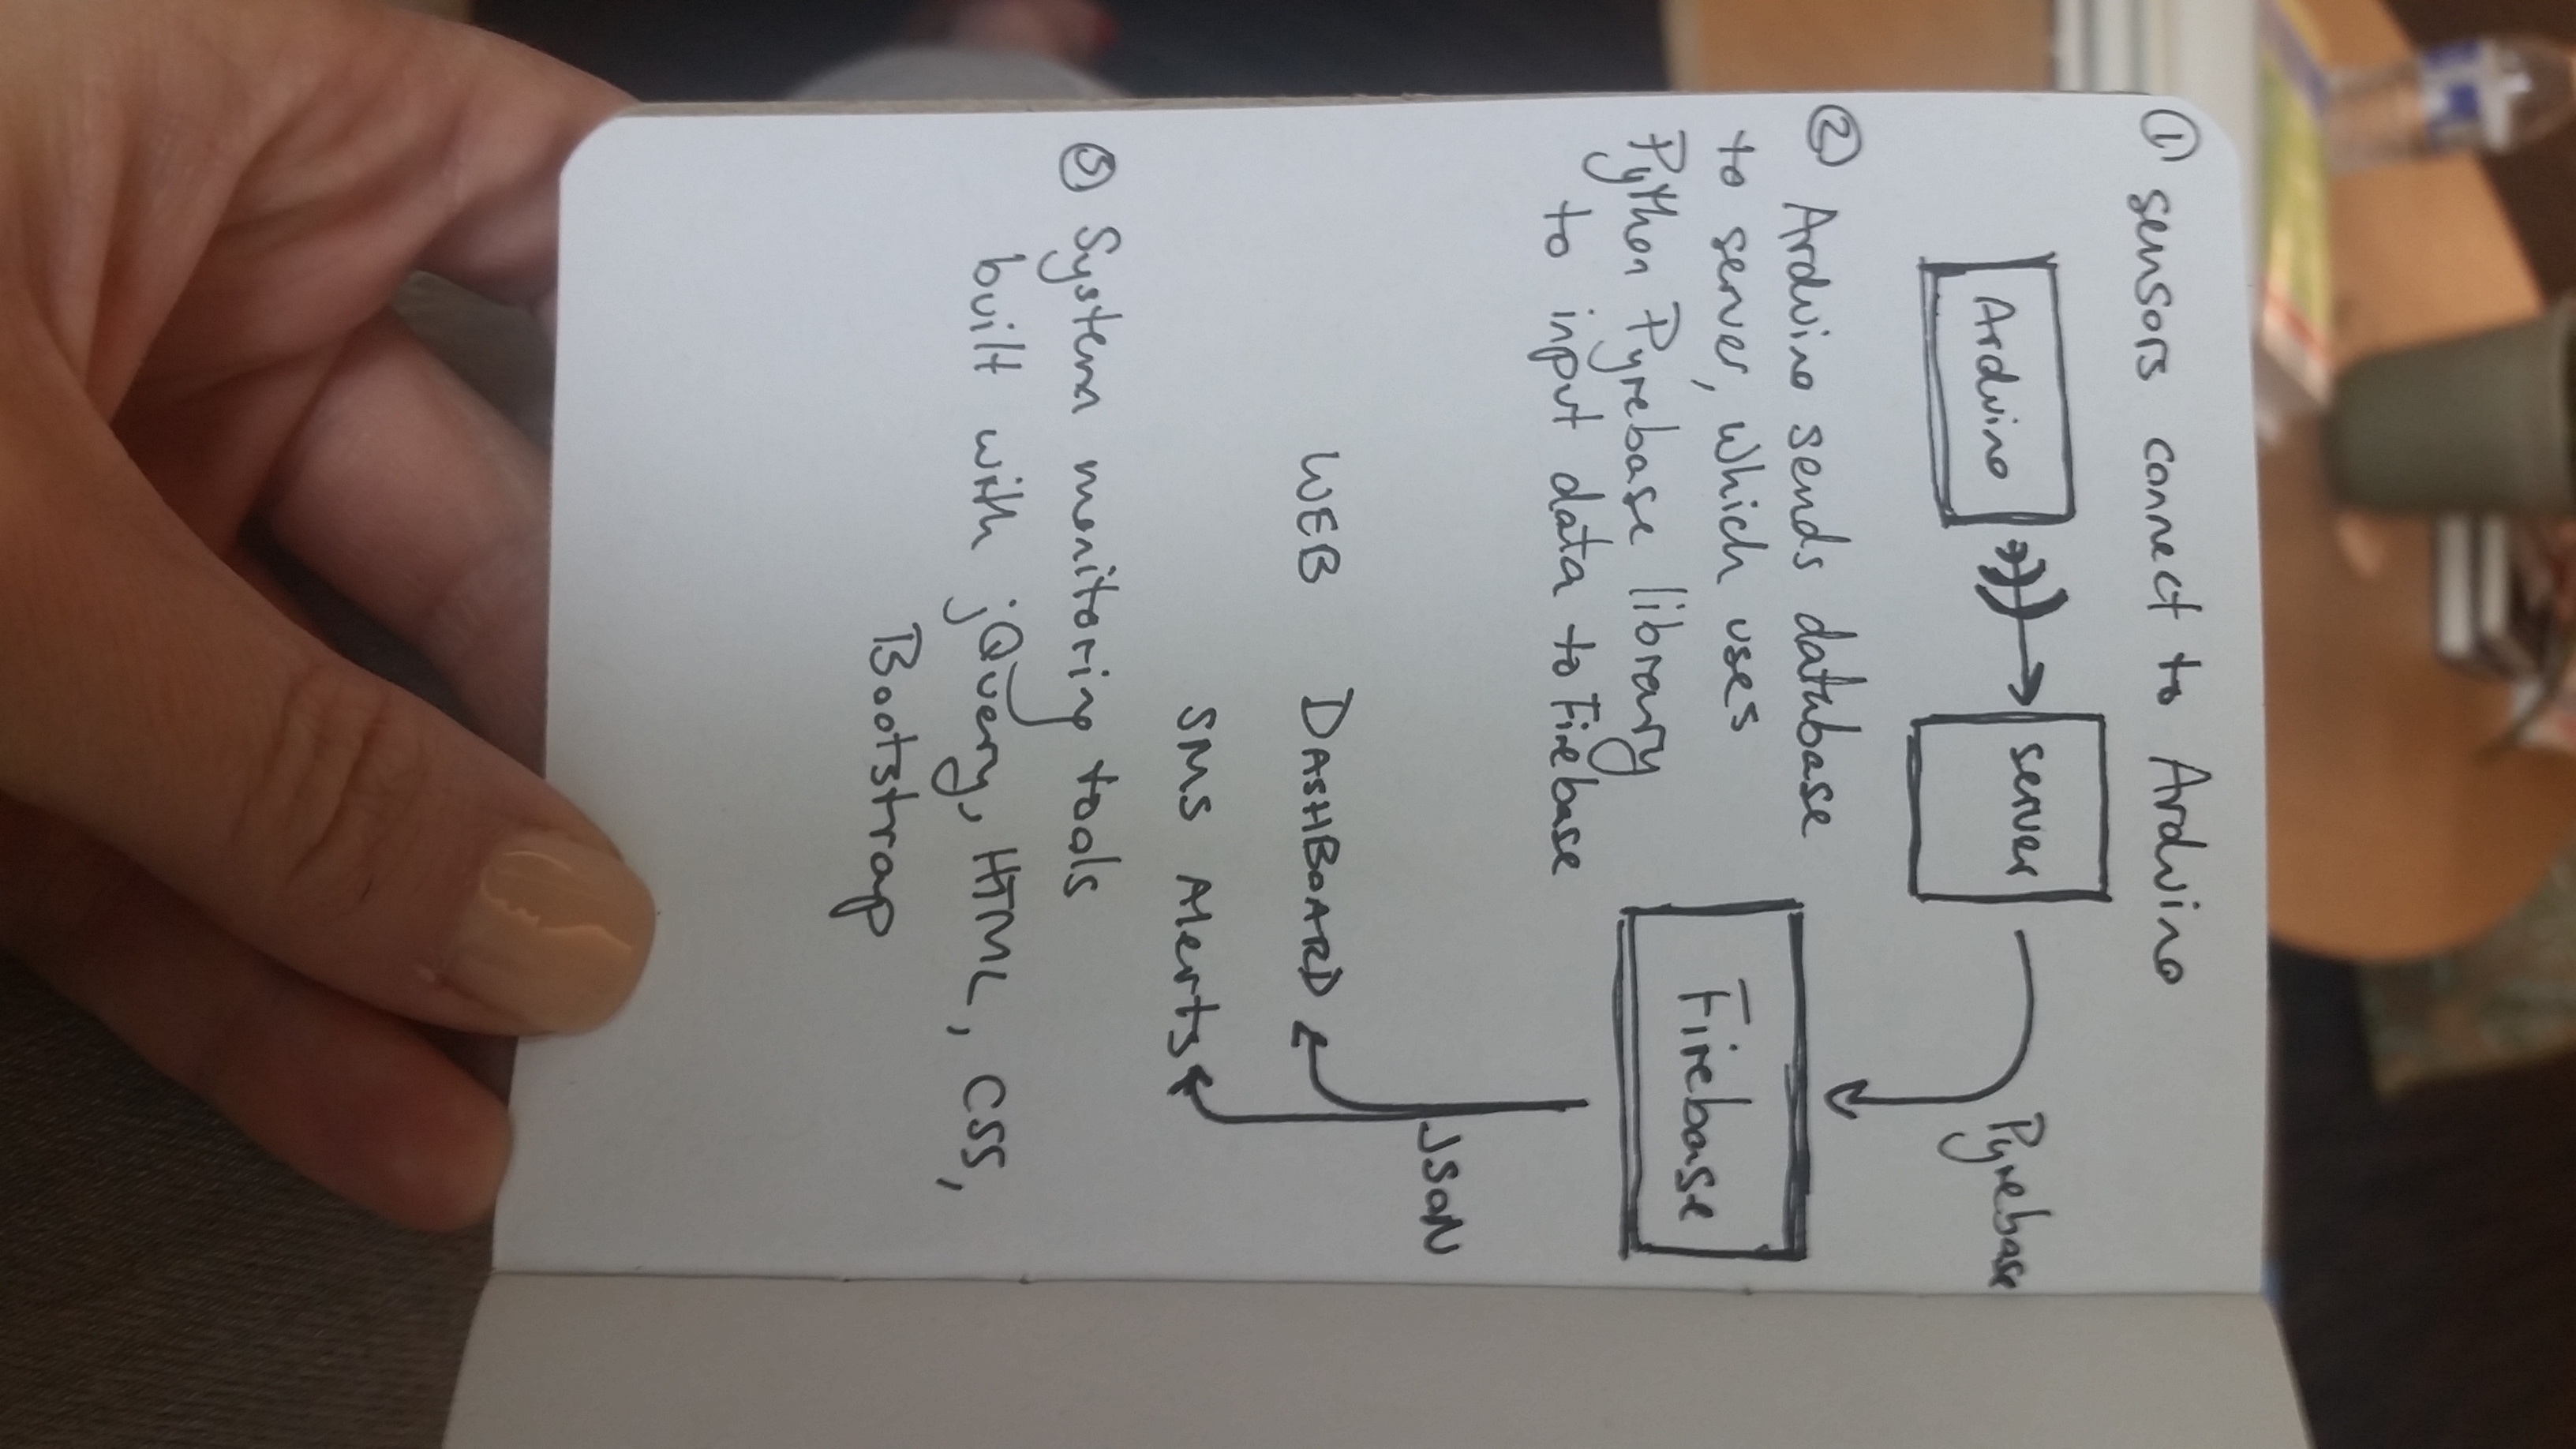 ① sensors connect to Arduino
Arduino
server
Pyrebase
② Arduino sends database
to server, which uses
Python Pyrebase library
to input data to Firebase
Firebase
JSON
WEB DASHBOARD
SMS Alerts
③ System monitoring tools
built with jQuery, HTML, CSS,
Bootstrap